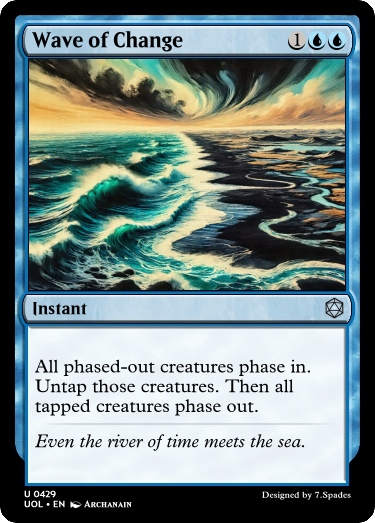 Wave of Change 1
Instant
All phased-out creatures phase in.
Untap those creatures. Then all
tapped creatures phase out.
Even the river of time meets the sea.
U 0429
UOL • EN Archanain
Designed by 7.Spades